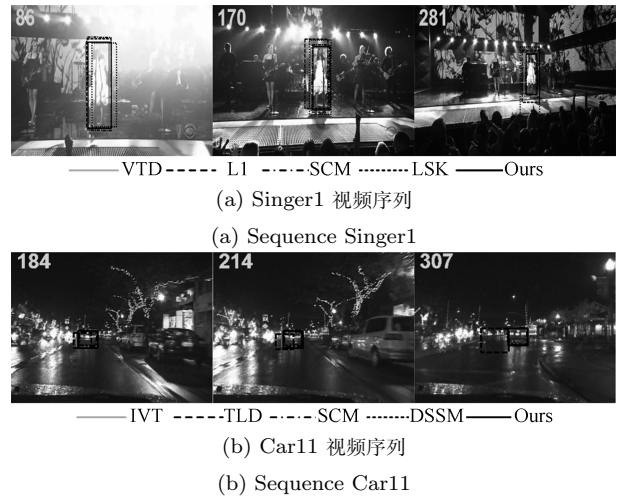 86 170 281
VTD L1 SCM LSK Ours
(a) Singer1 视频序列
(a) Sequence Singer1
184 214 307
IVT TLD SCM DSSM Ours
(b) Car11 视频序列
(b) Sequence Car11